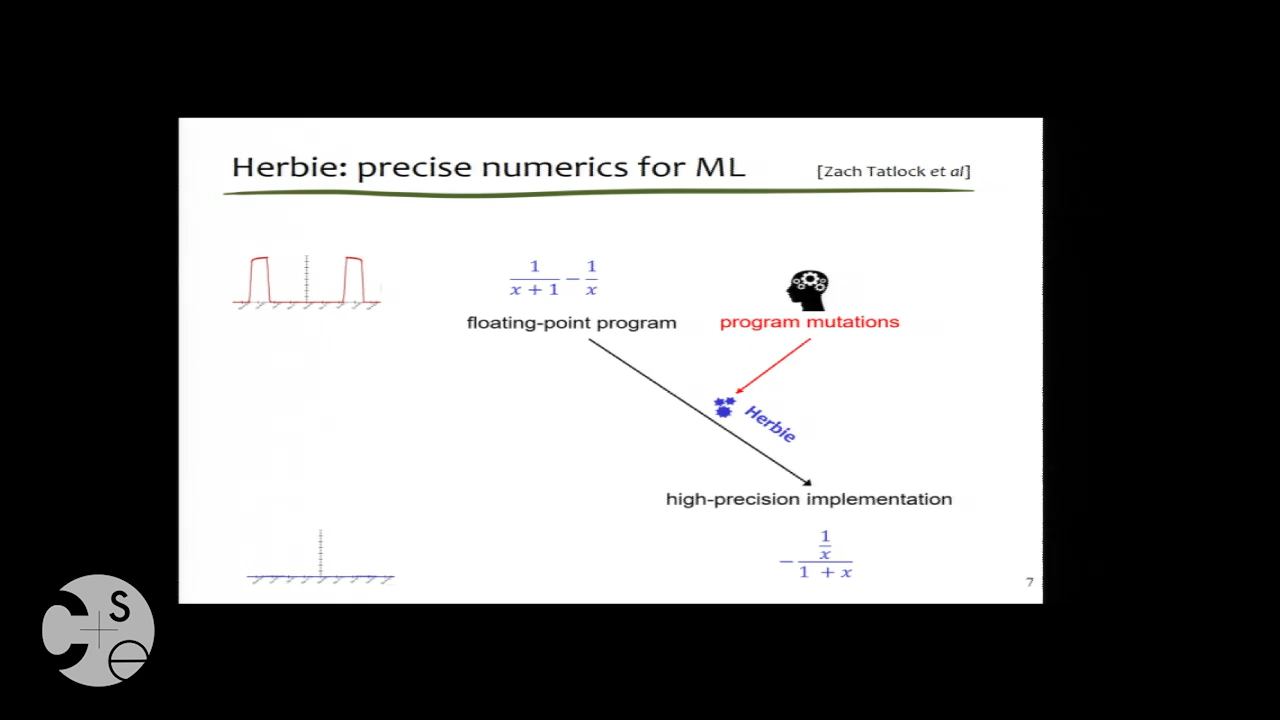 Herbie: precise numerics for ML
[Zach Tatlock et al]
1/(x + 1) − 1/x
floating-point program
program mutations
Herbie
high-precision implementation
− (1/x)/(1 + x)
7
C S e